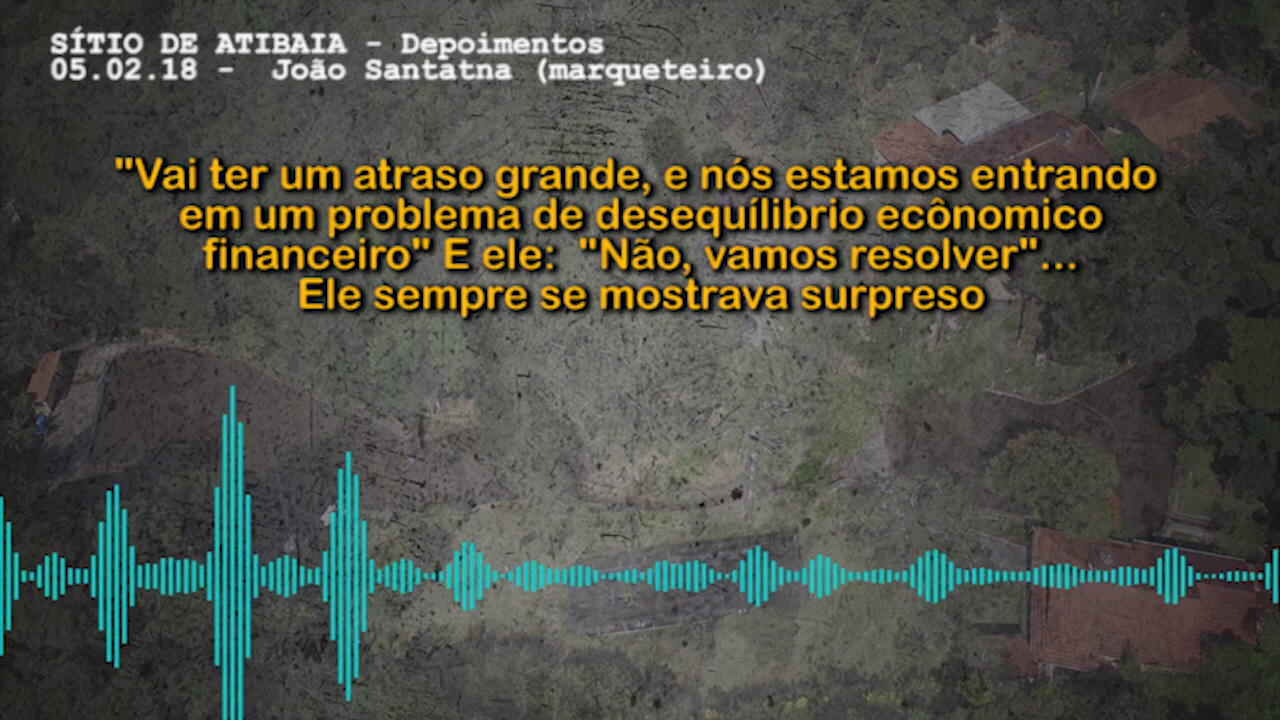 SÍTIO DE ATIBAIA - Depoimentos
05.02.18 - João Santatna (marqueteiro)
"Vai ter um atraso grande, e nós estamos entrando
em um problema de desequílibrio ecônomico
financeiro" E ele: "Não, vamos resolver"...
Ele sempre se mostrava surpreso